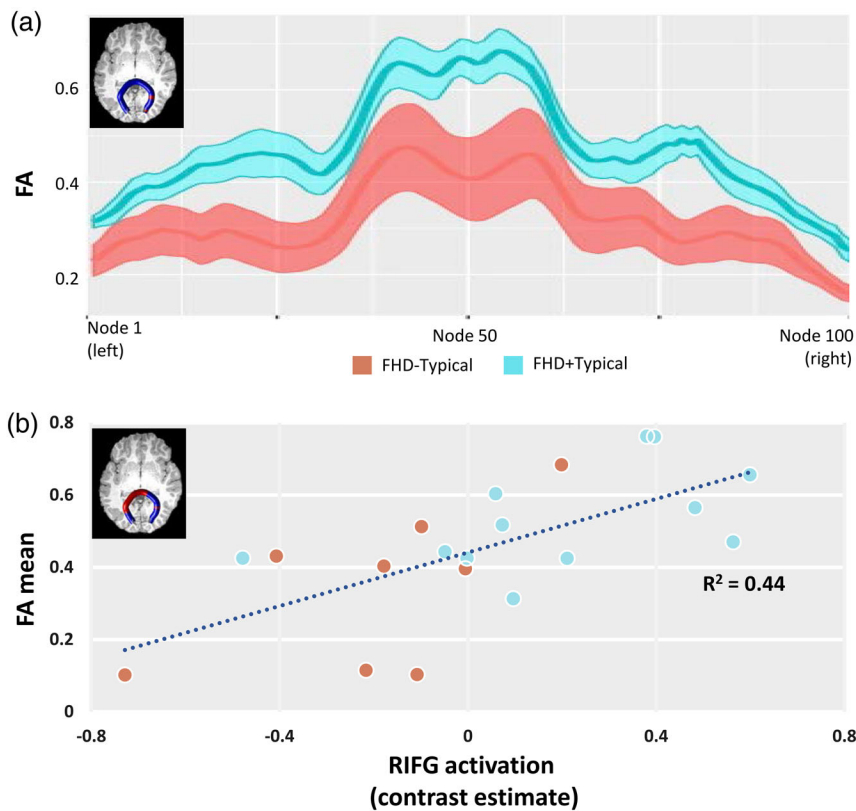 (a)
FA
0.6
0.4
0.2
Node 1
(left)
Node 50
Node 100
(right)
FHD-Typical
FHD+Typical
(b)
FA mean
0.8
0.6
0.4
0.2
0
R² = 0.44
-0.8
-0.4
0
0.4
0.8
RIFG activation
(contrast estimate)